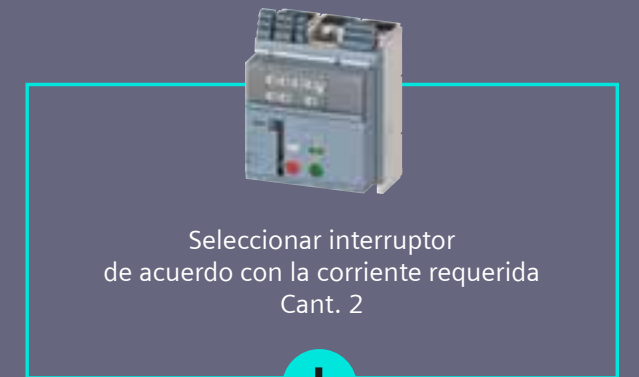 Seleccionar interruptor
de acuerdo con la corriente requerida
Cant. 2